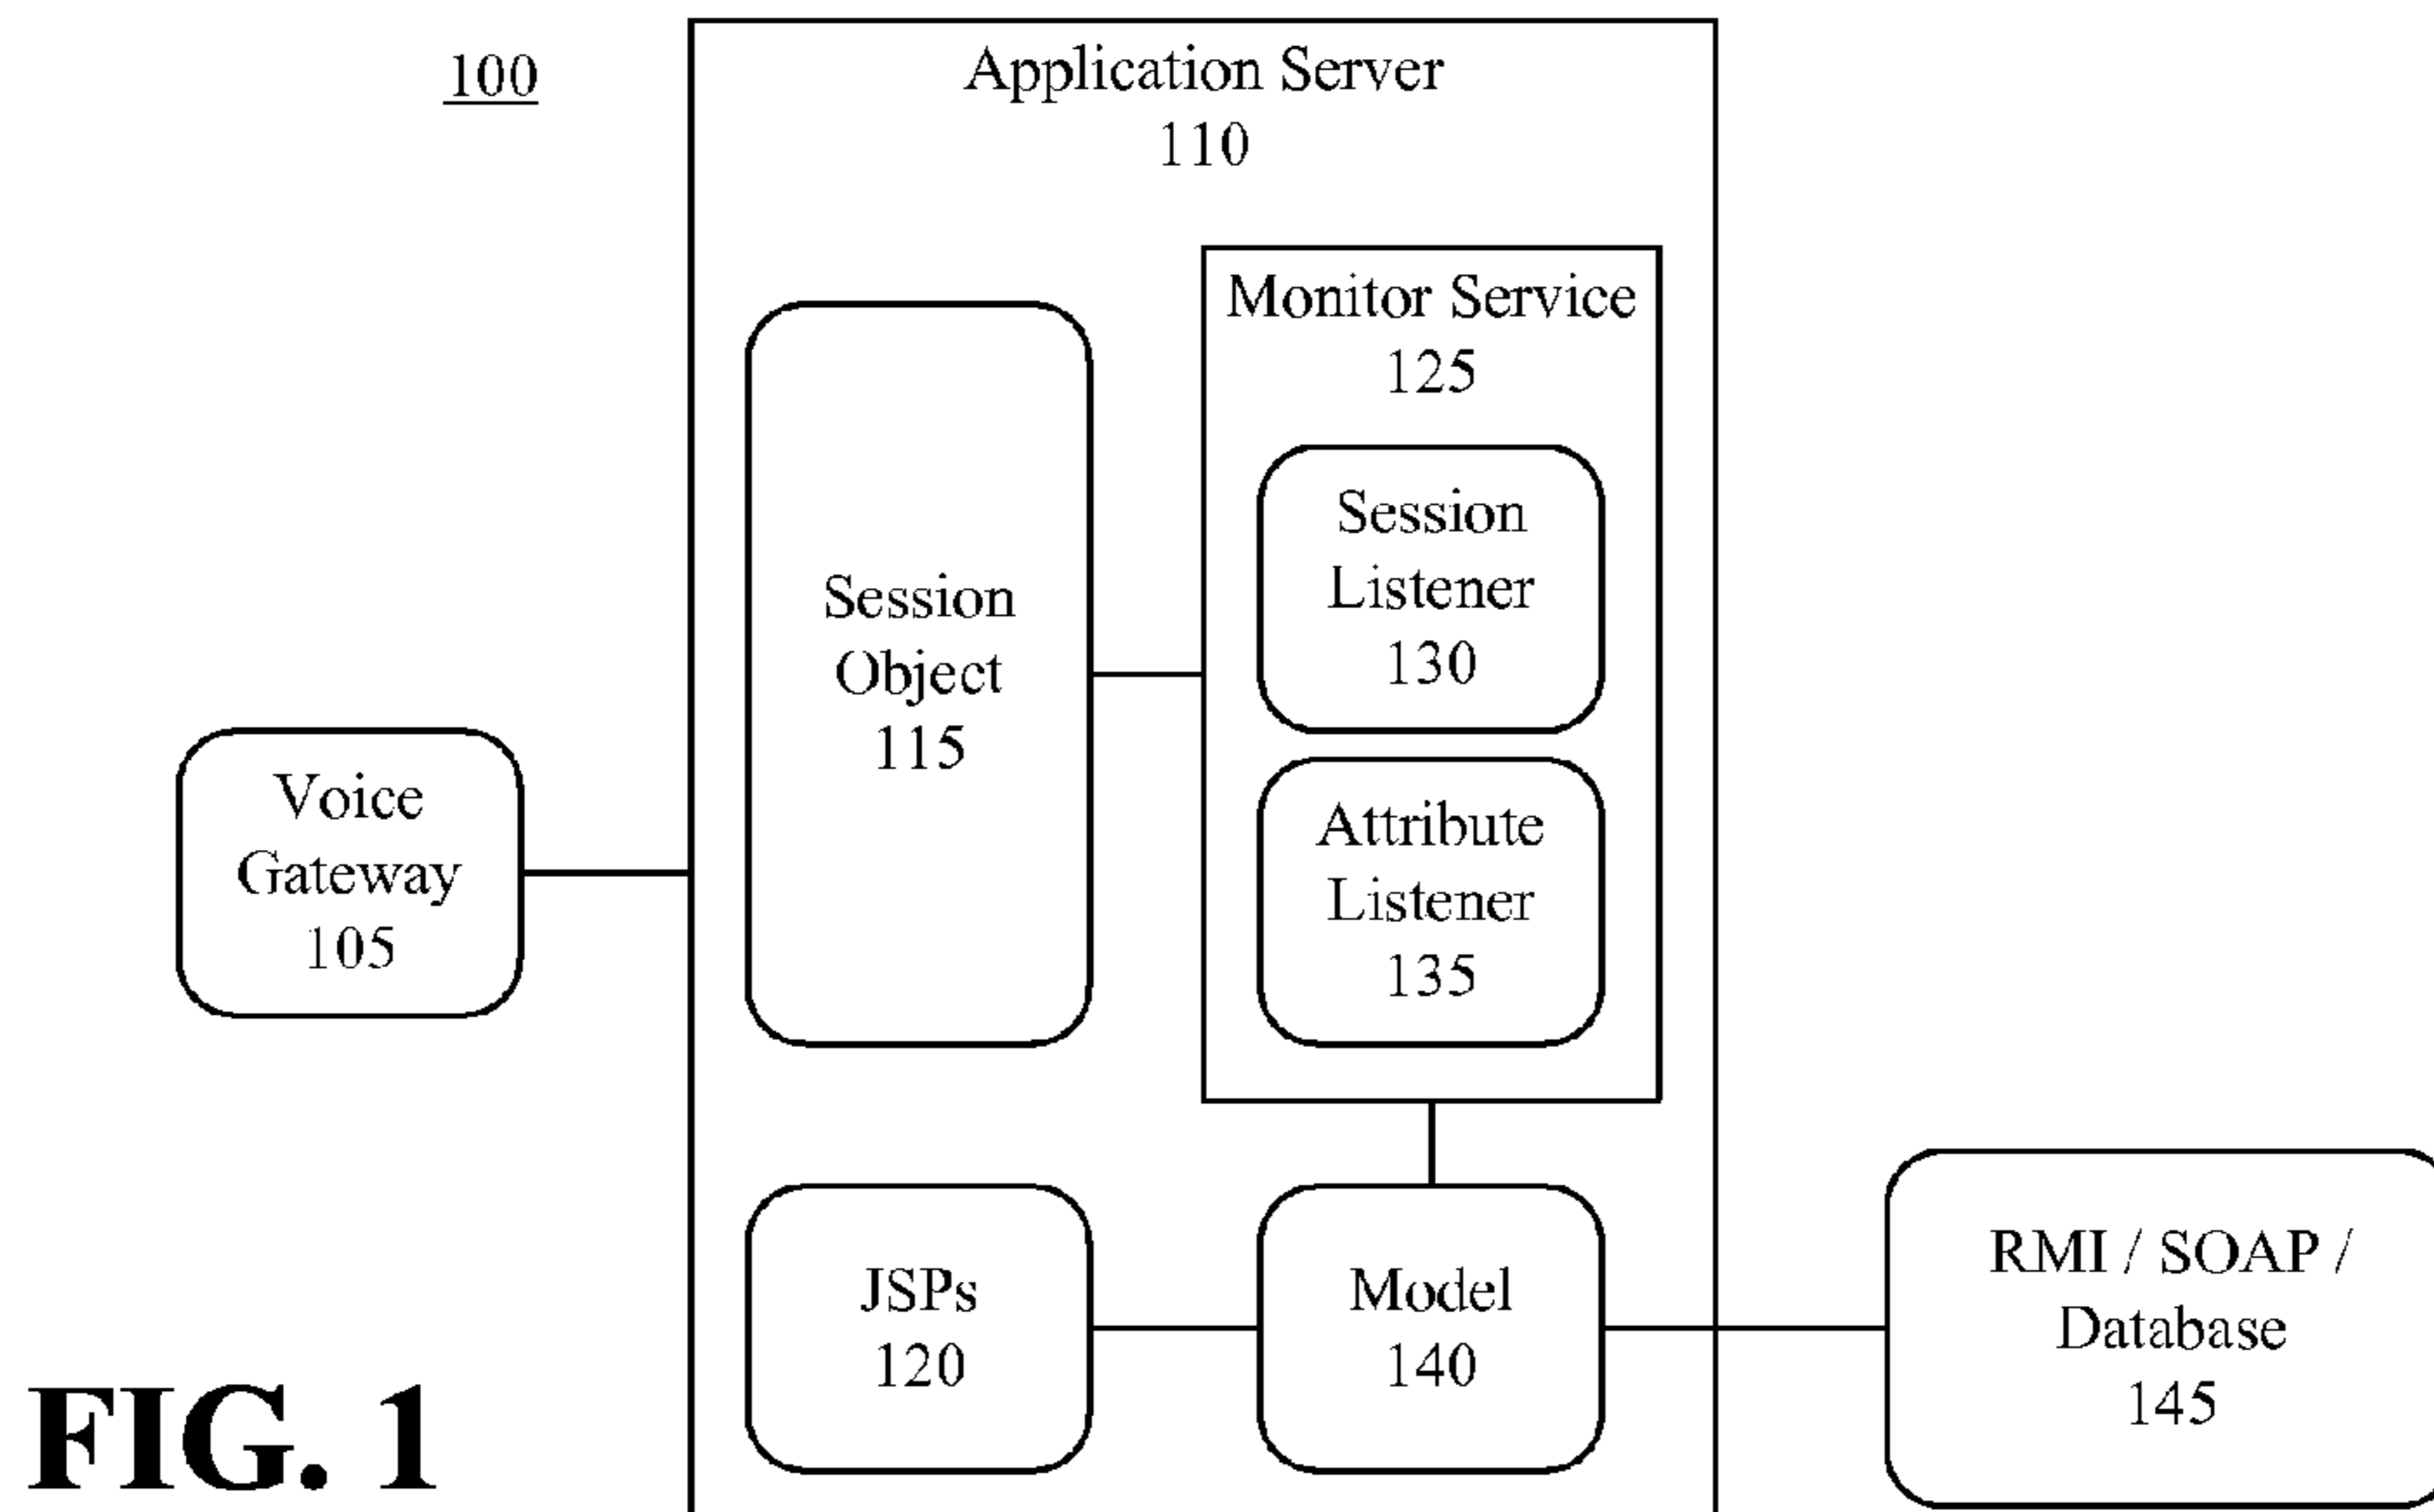 100
Application Server
110
Monitor Service
125
Session
Listener
130
Session
Object
115
Attribute
Listener
135
Voice
Gateway
105
JSPs
120
Model
140
RMI / SOAP /
Database
145
FIG. 1